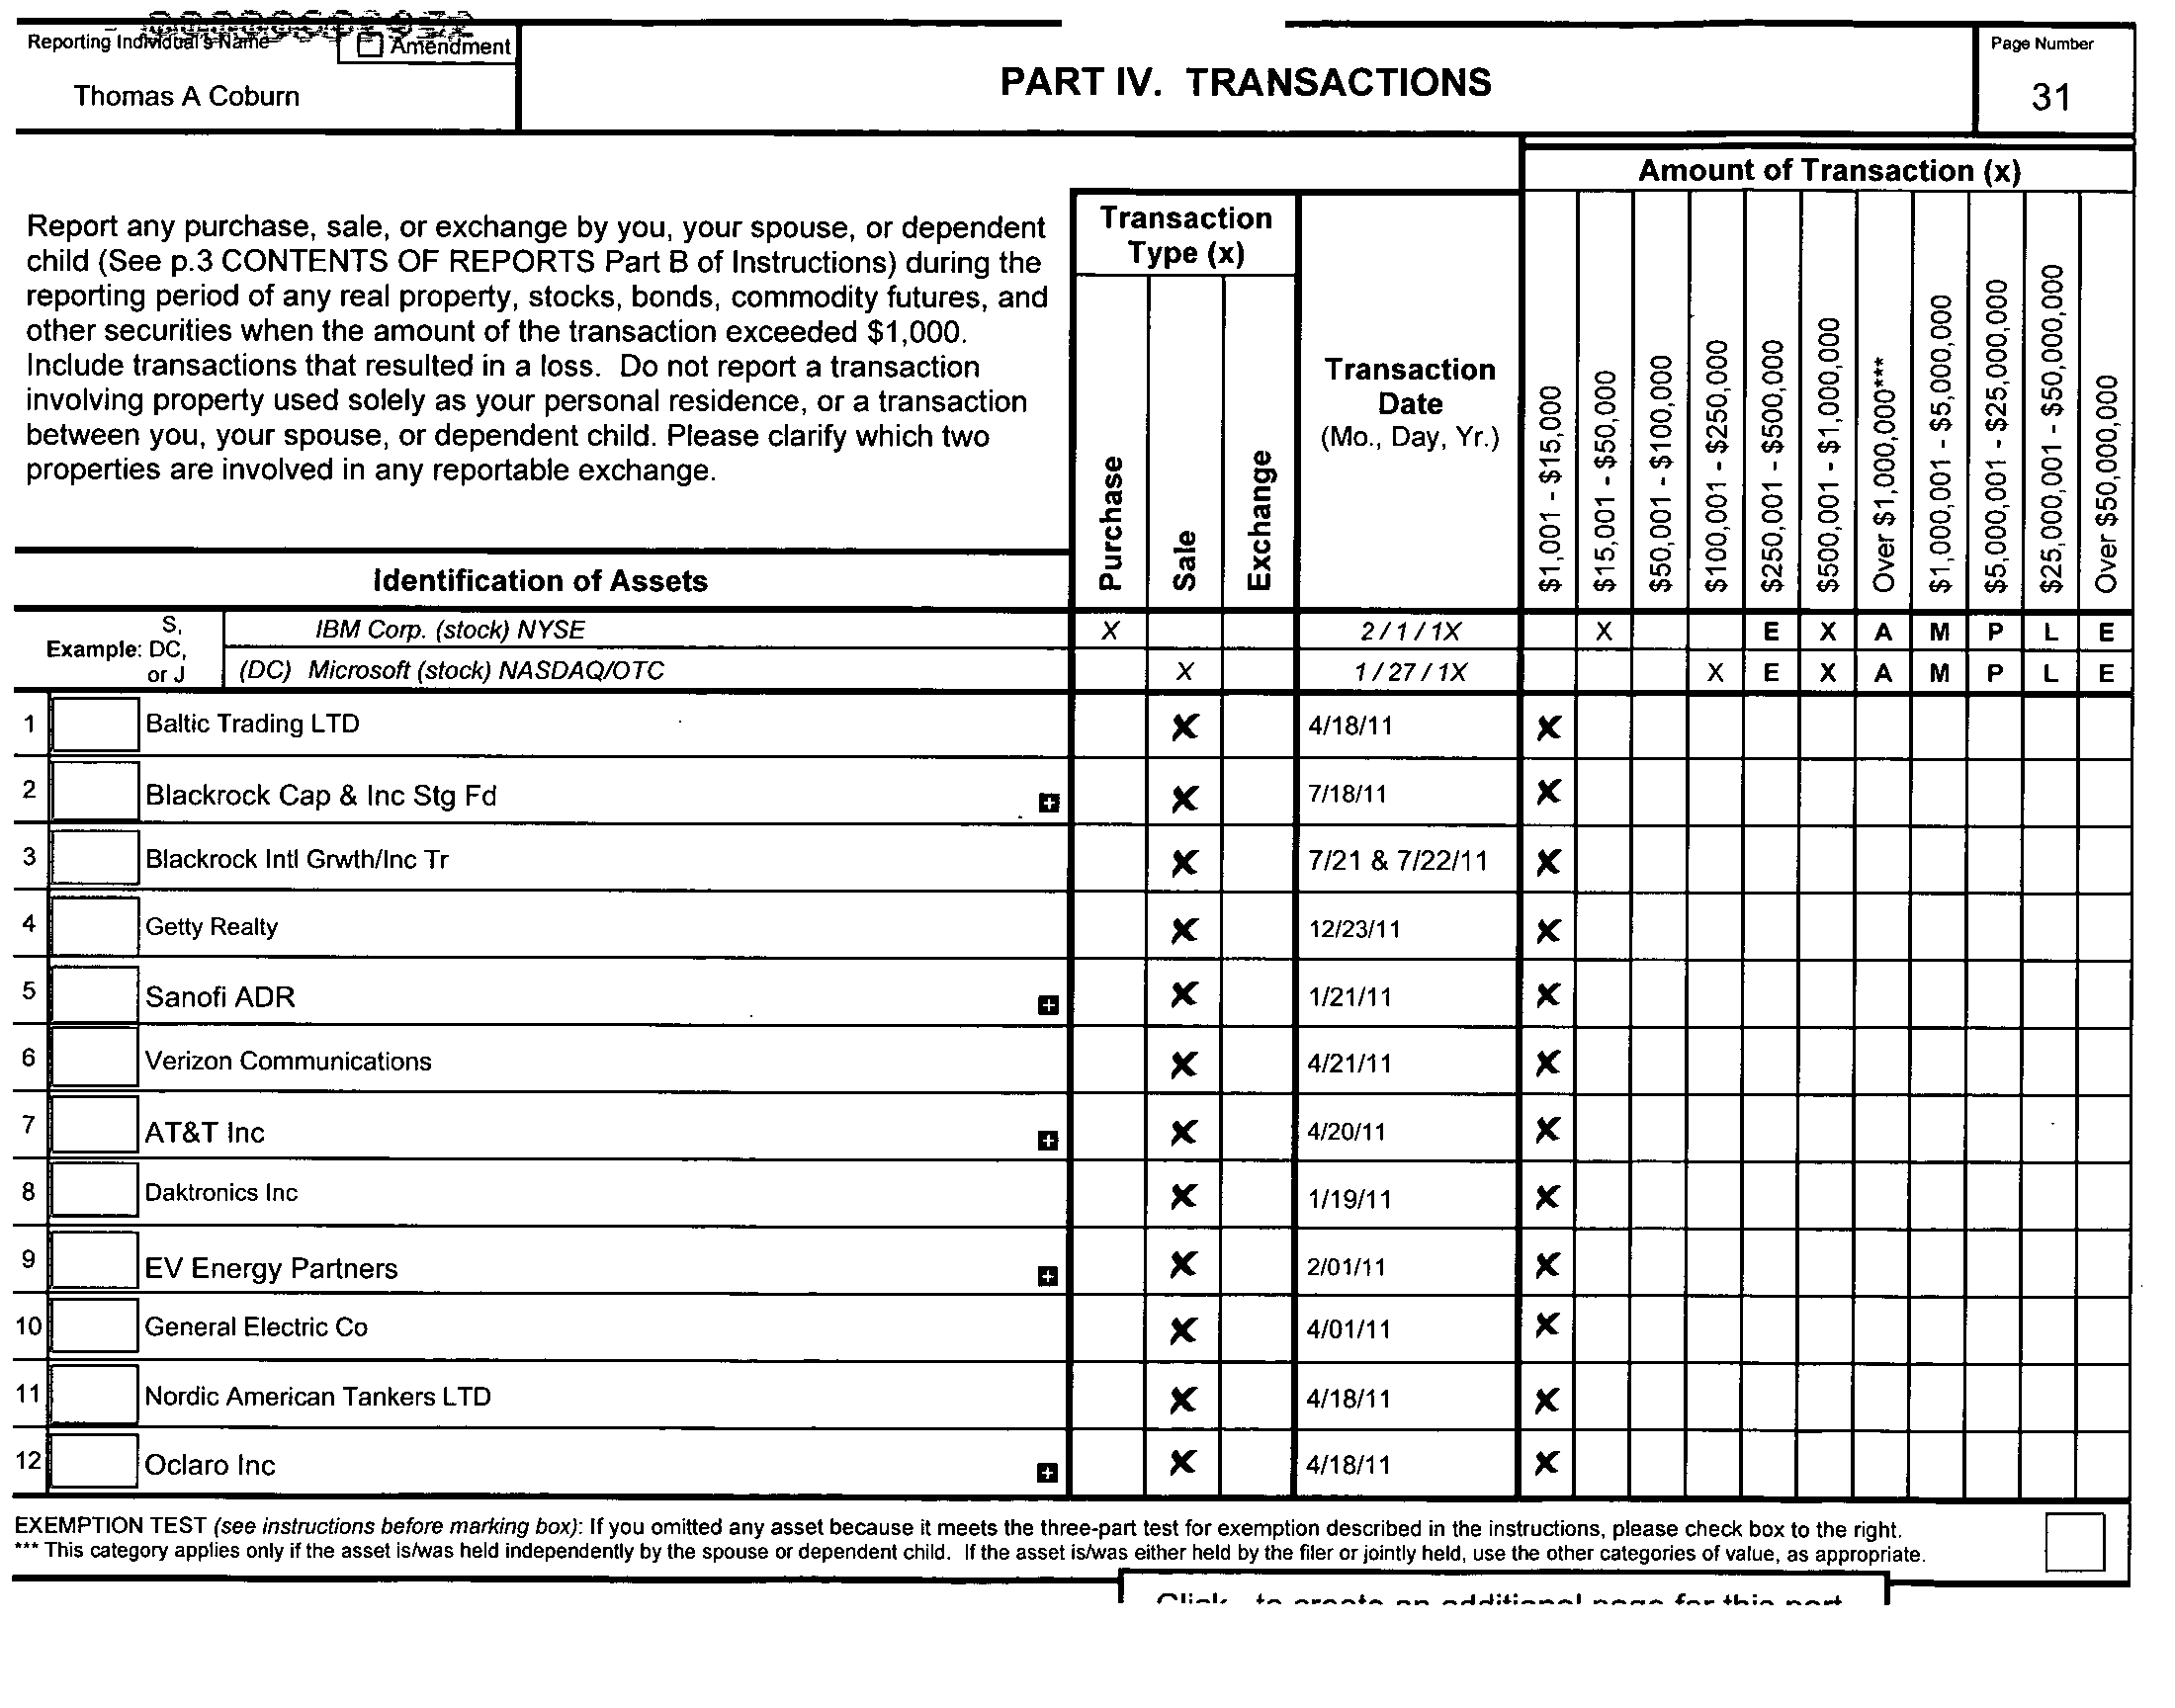 Reporting Individual's Name
Amendment
Thomas A Coburn
PART IV. TRANSACTIONS
Page Number
31
Amount of Transaction (x)
Report any purchase, sale, or exchange by you, your spouse, or dependent
child (See p.3 CONTENTS OF REPORTS Part B of Instructions) during the
reporting period of any real property, stocks, bonds, commodity futures, and
other securities when the amount of the transaction exceeded $1,000.
Include transactions that resulted in a loss. Do not report a transaction
involving property used solely as your personal residence, or a transaction
between you, your spouse, or dependent child. Please clarify which two
properties are involved in any reportable exchange.
Transaction
Type (x)
Purchase
Sale
Exchange
Transaction
Date
(Mo., Day, Yr.)
$1,001 - $15,000
$15,001 - $50,000
$50,001 - $100,000
$100,001 - $250,000
$250,001 - $500,000
$500,001 - $1,000,000
Over $1,000,000***
$1,000,001 - $5,000,000
$5,000,001 - $25,000,000
$25,000,001 - $50,000,000
Over $50,000,000
Identification of Assets
Example: S, DC, or J
IBM Corp. (stock) NYSE X 2 / 1 / 1X X E X A M P L E
(DC) Microsoft (stock) NASDAQ/OTC X 1 / 27 / 1X X E X A M P L E
1 Baltic Trading LTD X 4/18/11 X
2 Blackrock Cap & Inc Stg Fd + X 7/18/11 X
3 Blackrock Intl Grwth/Inc Tr X 7/21 & 7/22/11 X
4 Getty Realty X 12/23/11 X
5 Sanofi ADR + X 1/21/11 X
6 Verizon Communications X 4/21/11 X
7 AT&T Inc + X 4/20/11 X
8 Daktronics Inc X 1/19/11 X
9 EV Energy Partners + X 2/01/11 X
10 General Electric Co X 4/01/11 X
11 Nordic American Tankers LTD X 4/18/11 X
12 Oclaro Inc + X 4/18/11 X
EXEMPTION TEST (see instructions before marking box): If you omitted any asset because it meets the three-part test for exemption described in the instructions, please check box to the right.
*** This category applies only if the asset is/was held independently by the spouse or dependent child. If the asset is/was either held by the filer or jointly held, use the other categories of value, as appropriate.
Click to create an additional page for this part